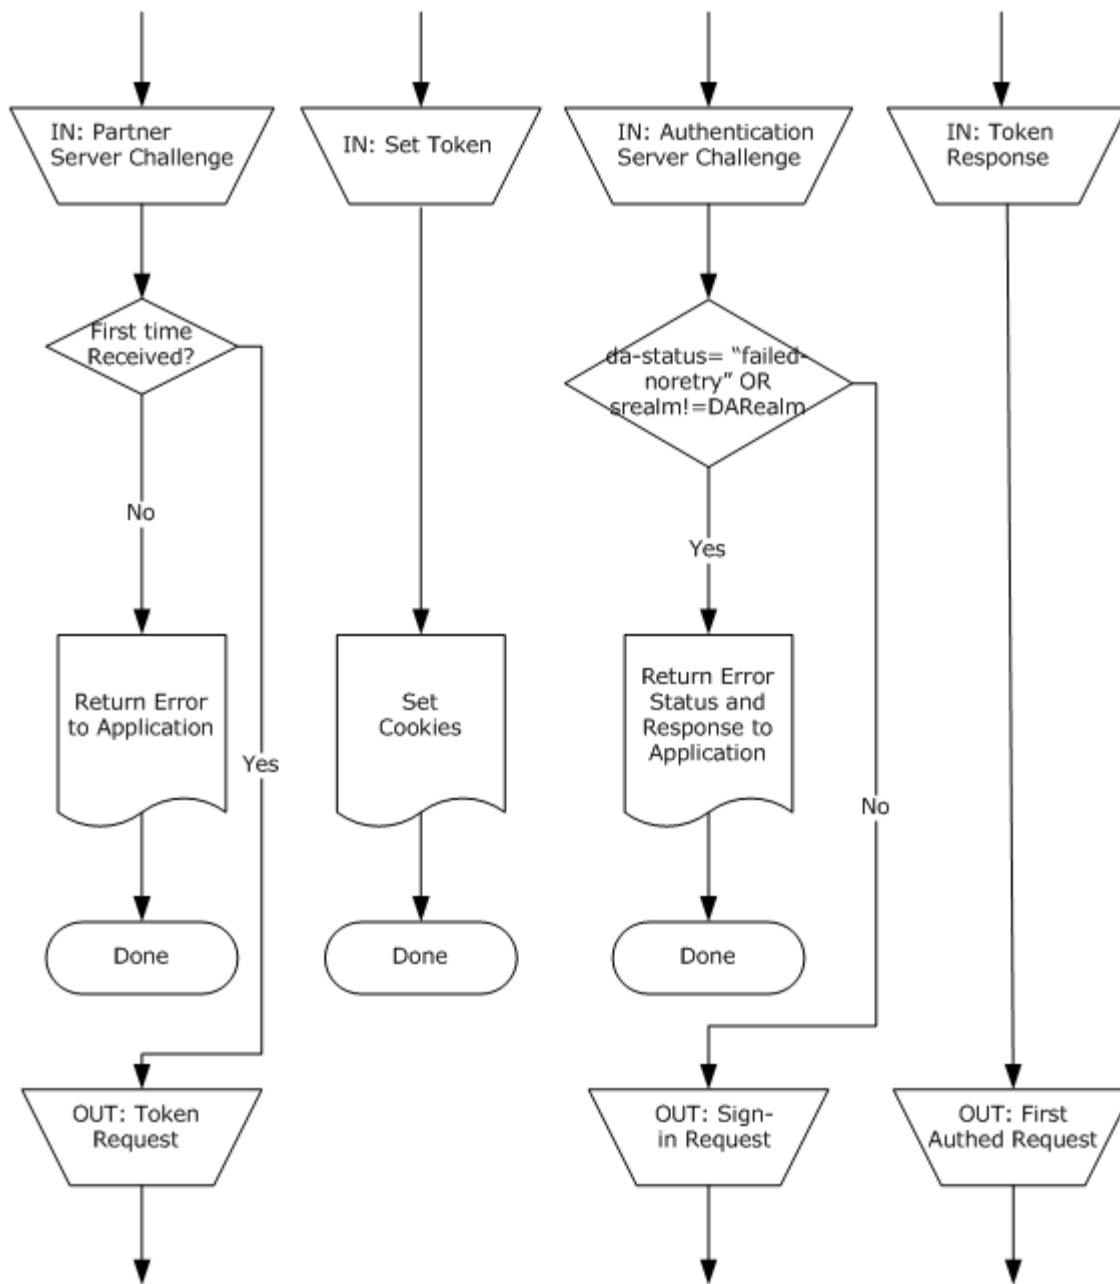 IN: Partner
Server Challenge
IN: Set Token
IN: Authentication
Server Challenge
IN: Token
Response
First time
Received?
da-status= “failed-
noretry” OR
srealm!=DARealm
No
Yes
Return Error
to Application
Set
Cookies
Return Error
Status and
Response to
Application
Yes
No
Done
Done
Done
OUT: Token
Request
OUT: Sign-
in Request
OUT: First
Authed Request